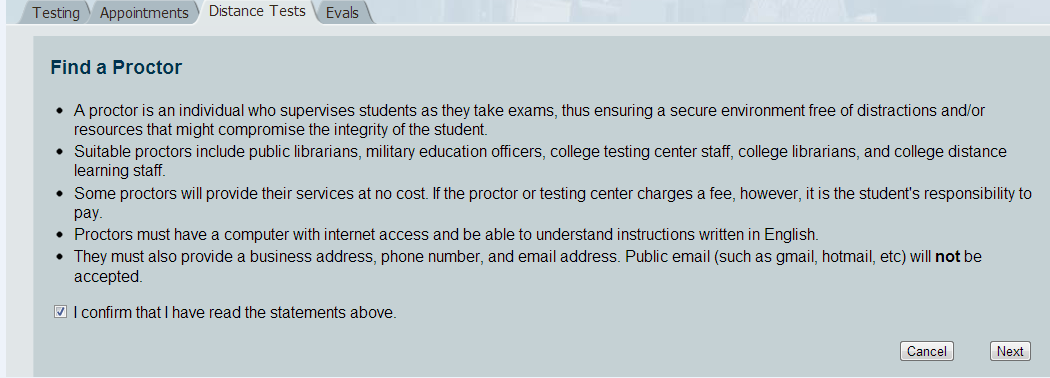 Testing Appointments Distance Tests Evals
Find a Proctor
• A proctor is an individual who supervises students as they take exams, thus ensuring a secure environment free of distractions and/or
resources that might compromise the integrity of the student.
• Suitable proctors include public librarians, military education officers, college testing center staff, college librarians, and college distance
learning staff.
• Some proctors will provide their services at no cost. If the proctor or testing center charges a fee, however, it is the student's responsibility to
pay.
• Proctors must have a computer with internet access and be able to understand instructions written in English.
• They must also provide a business address, phone number, and email address. Public email (such as gmail, hotmail, etc) will not be
accepted.
I confirm that I have read the statements above.
Cancel Next